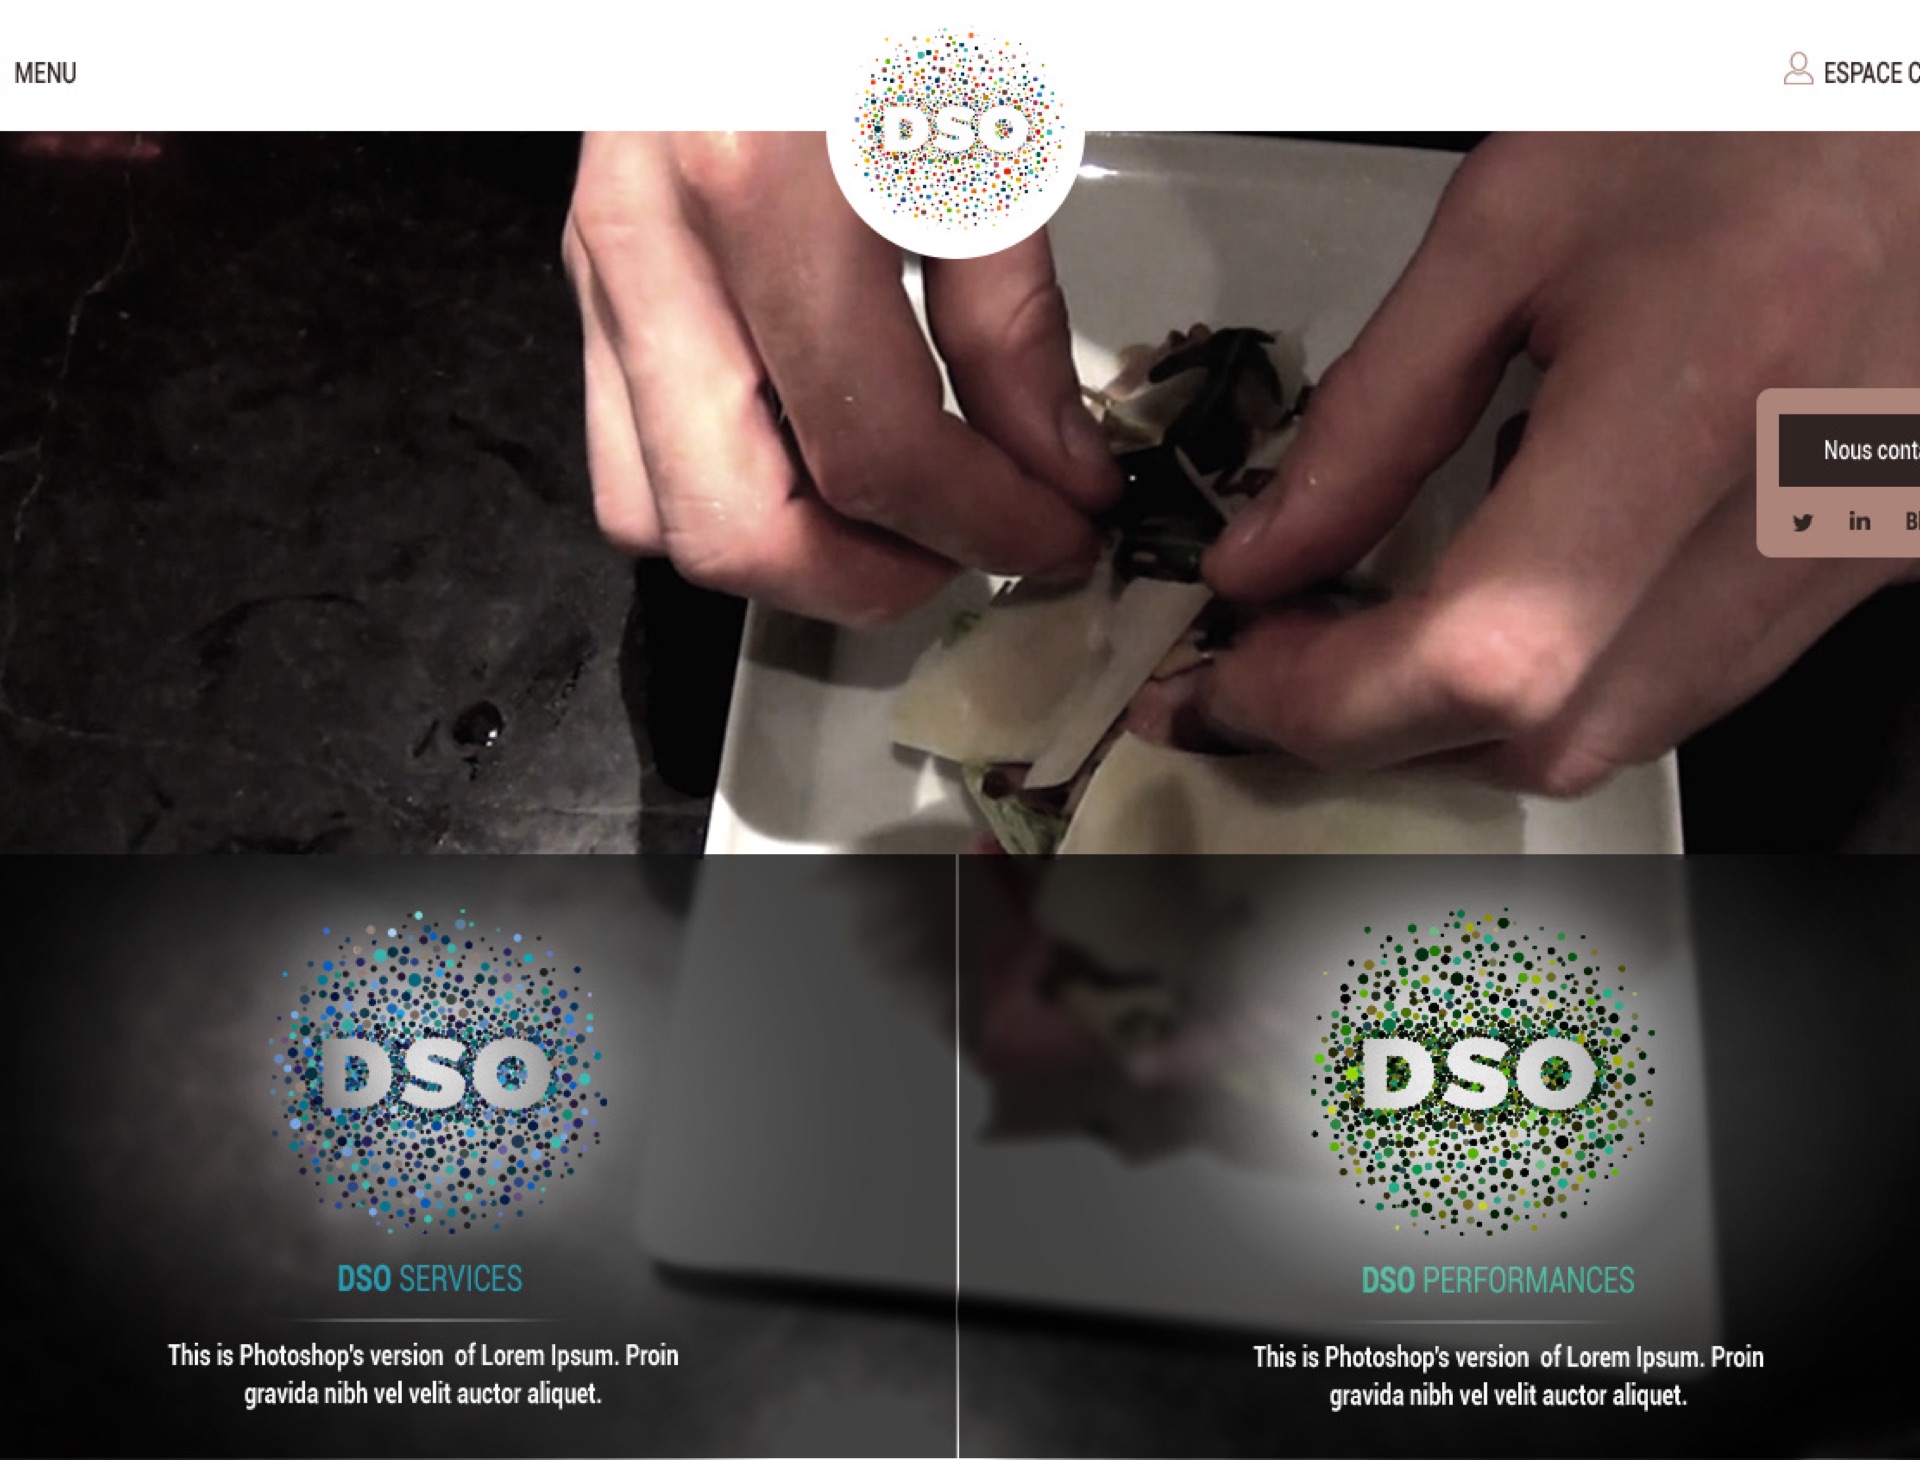 MENU
DSO
ESPACE C
Nous conta
in
Bl
DSO
DSO
DSO SERVICES
DSO PERFORMANCES
This is Photoshop's version of Lorem Ipsum. Proin
gravida nibh vel velit auctor aliquet.
This is Photoshop's version of Lorem Ipsum. Proin
gravida nibh vel velit auctor aliquet.